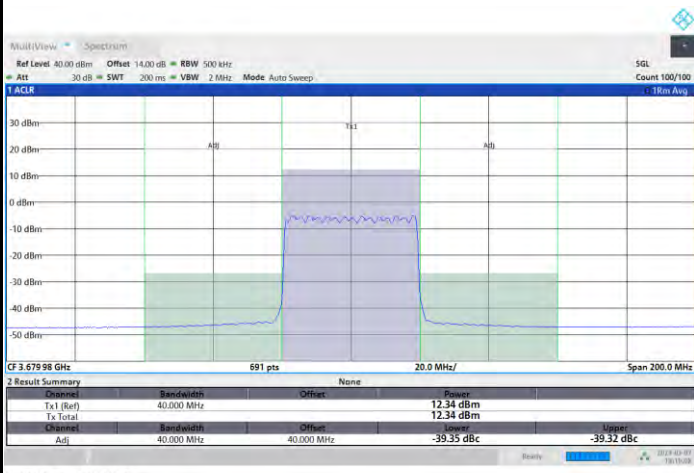 MultiView Spectrum
Ref Level 40.00 dBm Offset 14.00 dB RBW 500 kHz SGL
Att 30 dB SWT 200 ms VBW 2 MHz Mode Auto Sweep Count 100/100
1 ACLR 1Rm Avg
30 dBm
Tx1
20 dBm Adj Adj
10 dBm
0 dBm
-10 dBm
-20 dBm
-30 dBm
-40 dBm
-50 dBm
CF 3.679 98 GHz 691 pts 20.0 MHz/ Span 200.0 MHz
2 Result Summary None
Channel Bandwidth Offset Power
Tx1 (Ref) 40.000 MHz 12.34 dBm
Tx Total 12.34 dBm
Channel Bandwidth Offset Lower Upper
Adj 40.000 MHz 40.000 MHz -39.35 dBc -39.32 dBc
Ready